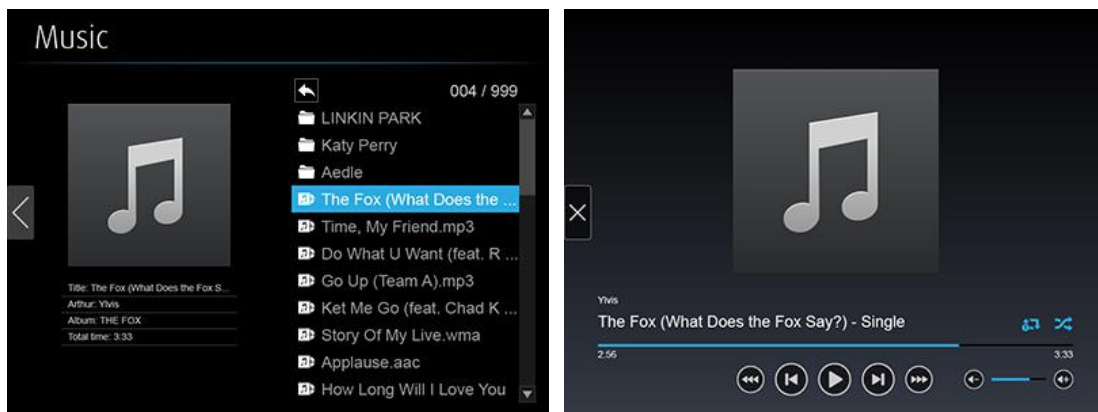 Music
004 / 999
LINKIN PARK
Katy Perry
Aedle
The Fox (What Does the ...
Time, My Friend.mp3
Do What U Want (feat. R ...
Go Up (Team A).mp3
Ket Me Go (feat. Chad K ...
Story Of My Live.wma
Applause.aac
How Long Will I Love You
Title: The Fox (What Does the Fox S...
Arthur: Ylvis
Album: THE FOX
Total time: 3:33
Ylvis
The Fox (What Does the Fox Say?) - Single
2:56
3:33